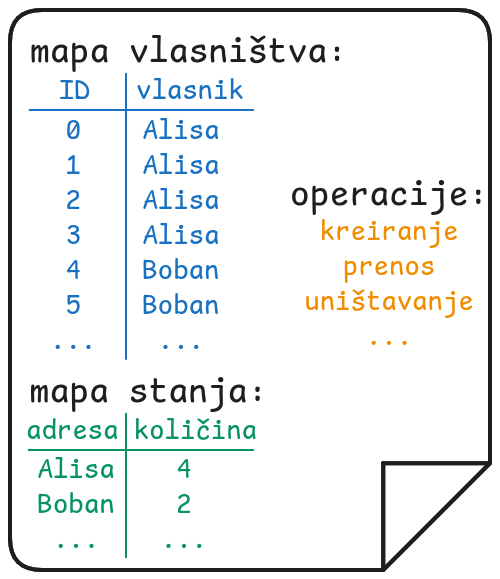 mapa vlasništva:
ID vlasnik
0 Alisa
1 Alisa
2 Alisa
3 Alisa
4 Boban
5 Boban
... ...
operacije:
kreiranje
prenos
uništavanje
...
mapa stanja:
adresa količina
Alisa 4
Boban 2
... ...